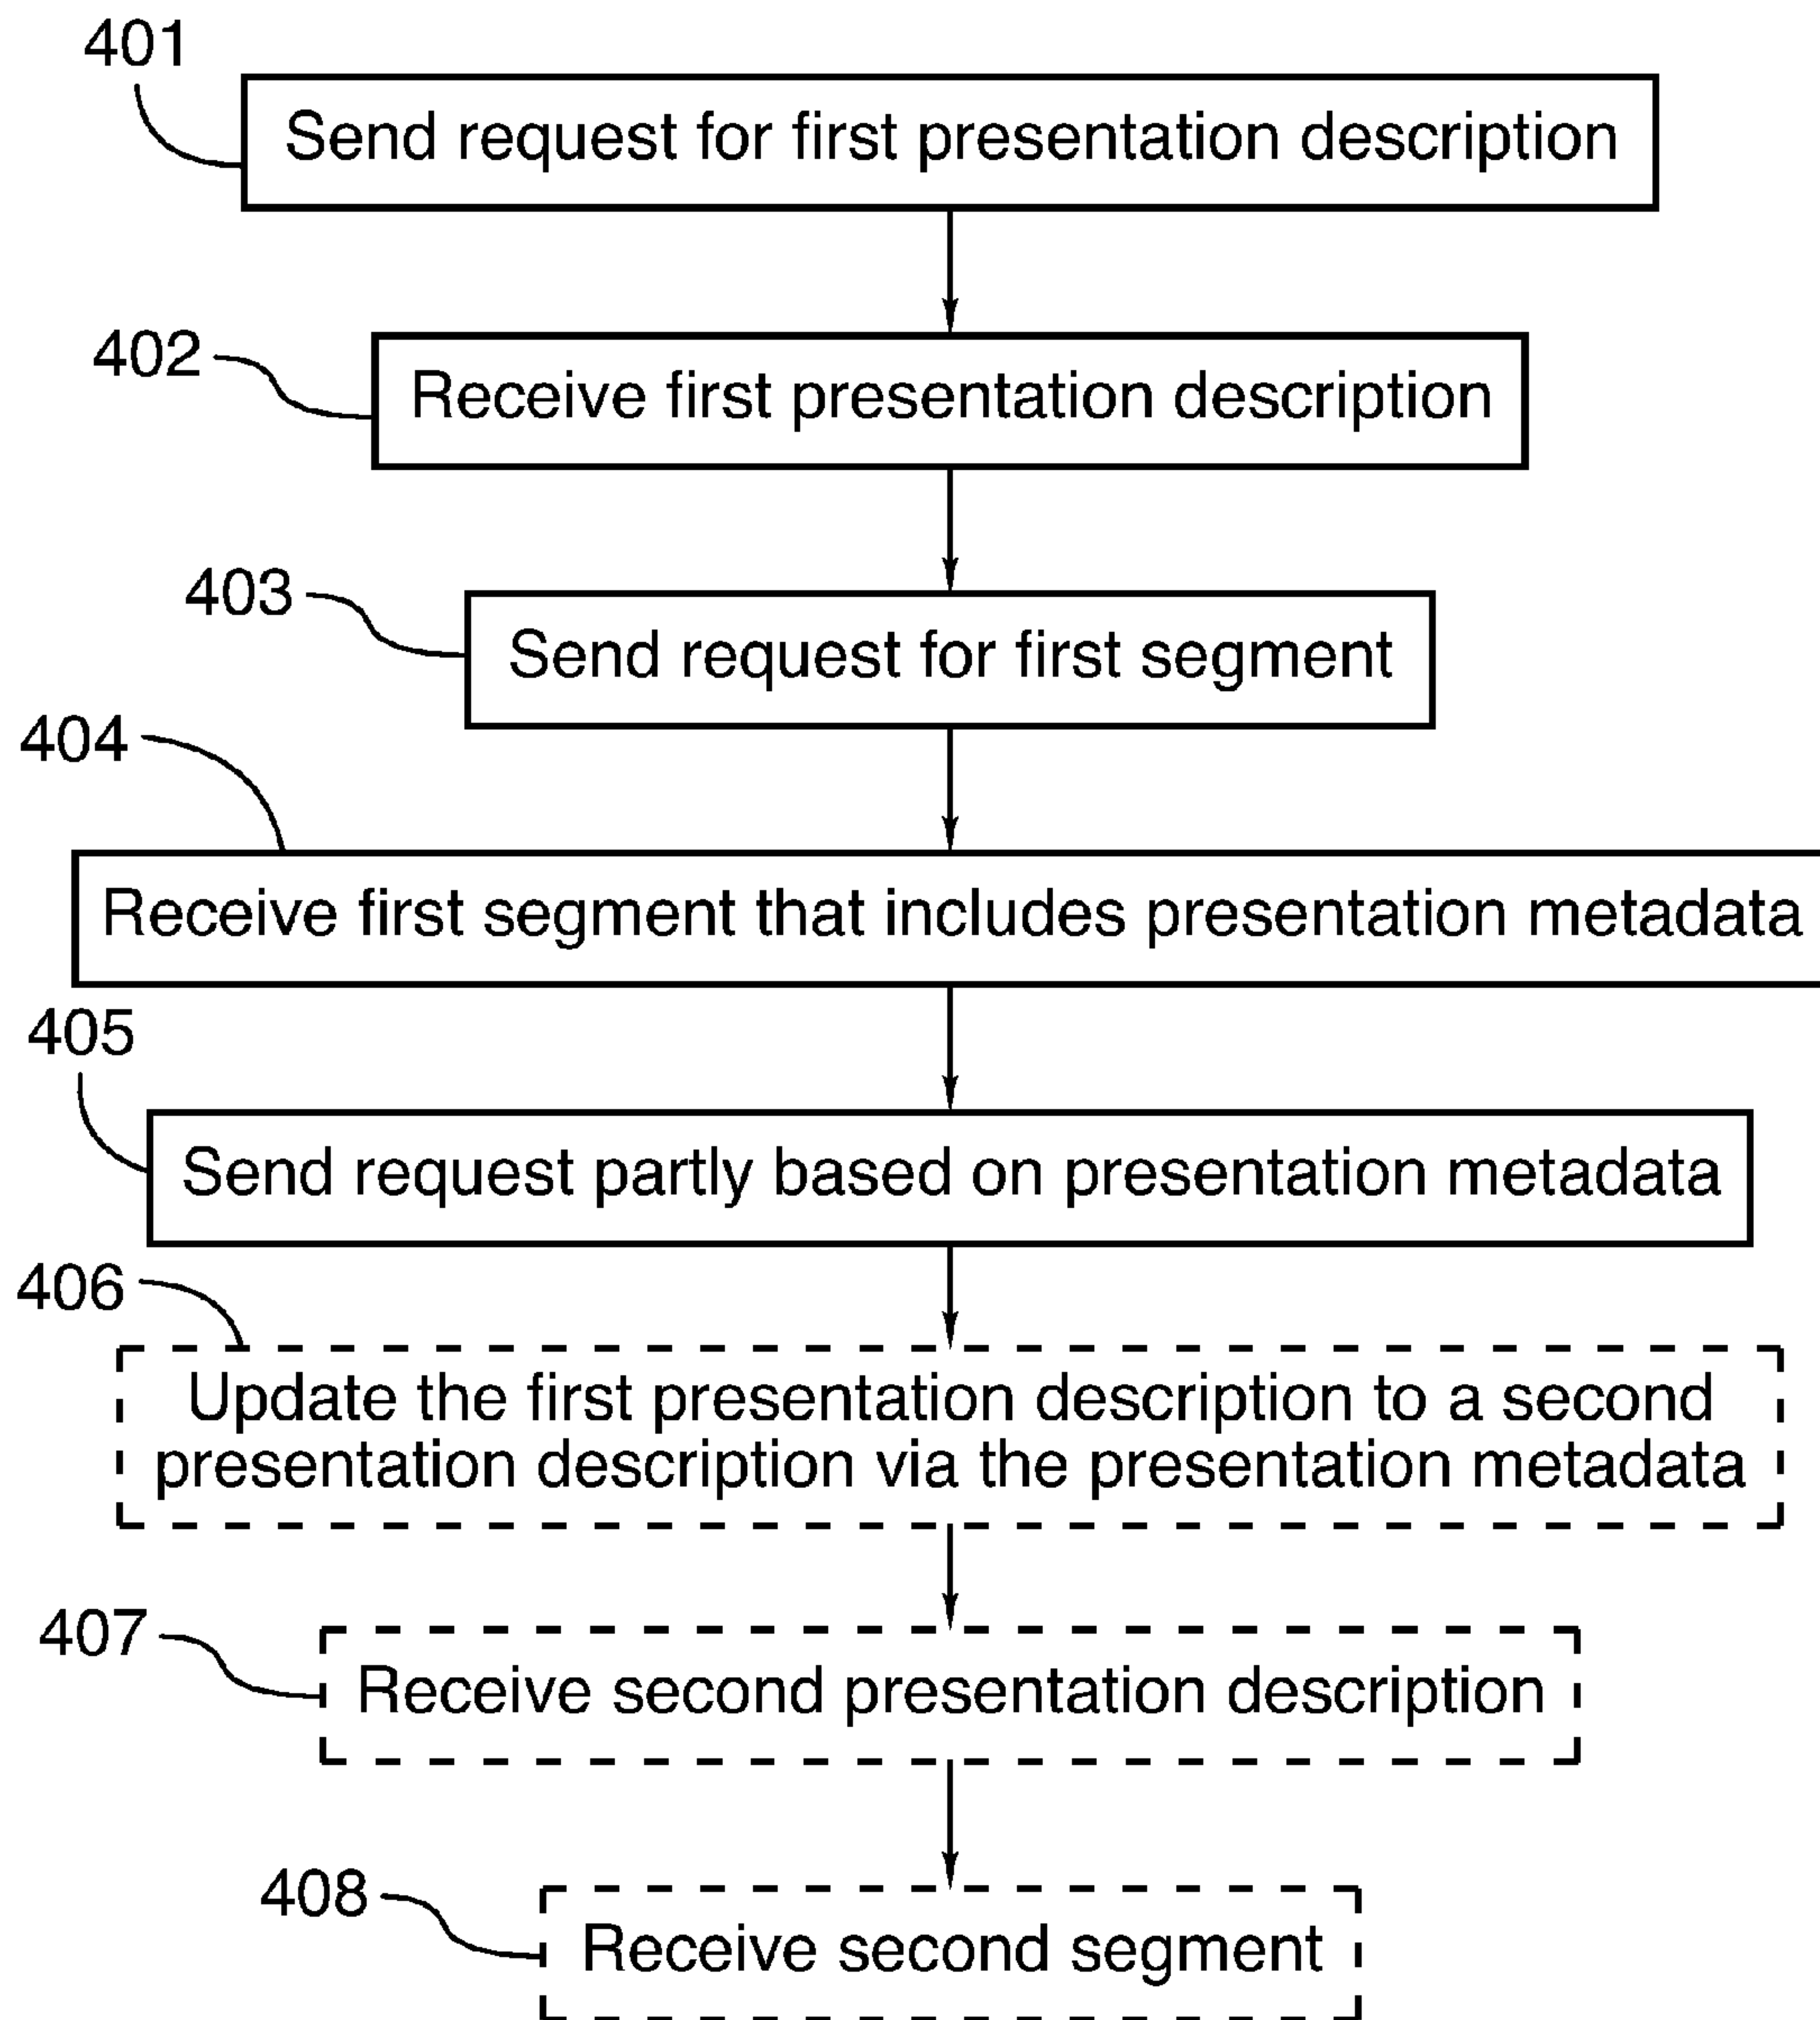 401
Send request for first presentation description
402
Receive first presentation description
403
Send request for first segment
404
Receive first segment that includes presentation metadata
405
Send request partly based on presentation metadata
406
Update the first presentation description to a second
presentation description via the presentation metadata
407
Receive second presentation description
408
Receive second segment